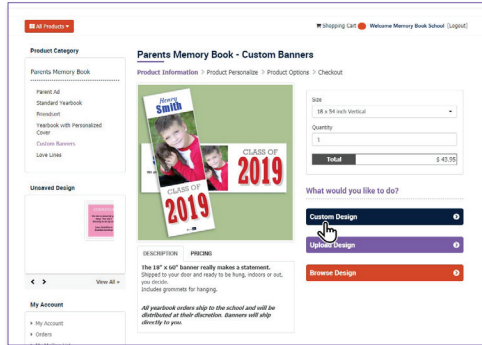 All Products
Shopping Cart
Welcome Memory Book School [Logout]
Product Category
Parents Memory Book
Parent Ad
Standard Yearbook
Friendcent
Yearbook with Personalized
Cover
Custom Banners
Love Lines
Unsaved Design
View All »
My Account
My Account
Orders
Parents Memory Book - Custom Banners
Product Information > Product Personalize > Product Options > Checkout
Henry
Smith
CLASS OF
2019
CLASS OF
2019
DESCRIPTION PRICING
The 18" x 60" banner really makes a statement.
Shipped to your door and ready to be hung, indoors or out,
you decide.
Includes grommets for hanging.
All yearbook orders ship to the school and will be
distributed at their discretion. Banners will ship
directly to you.
Size
18 x 54 inch Vertical
Quantity
1
Total $ 43.95
What would you like to do?
Custom Design
Upload Design
Browse Design